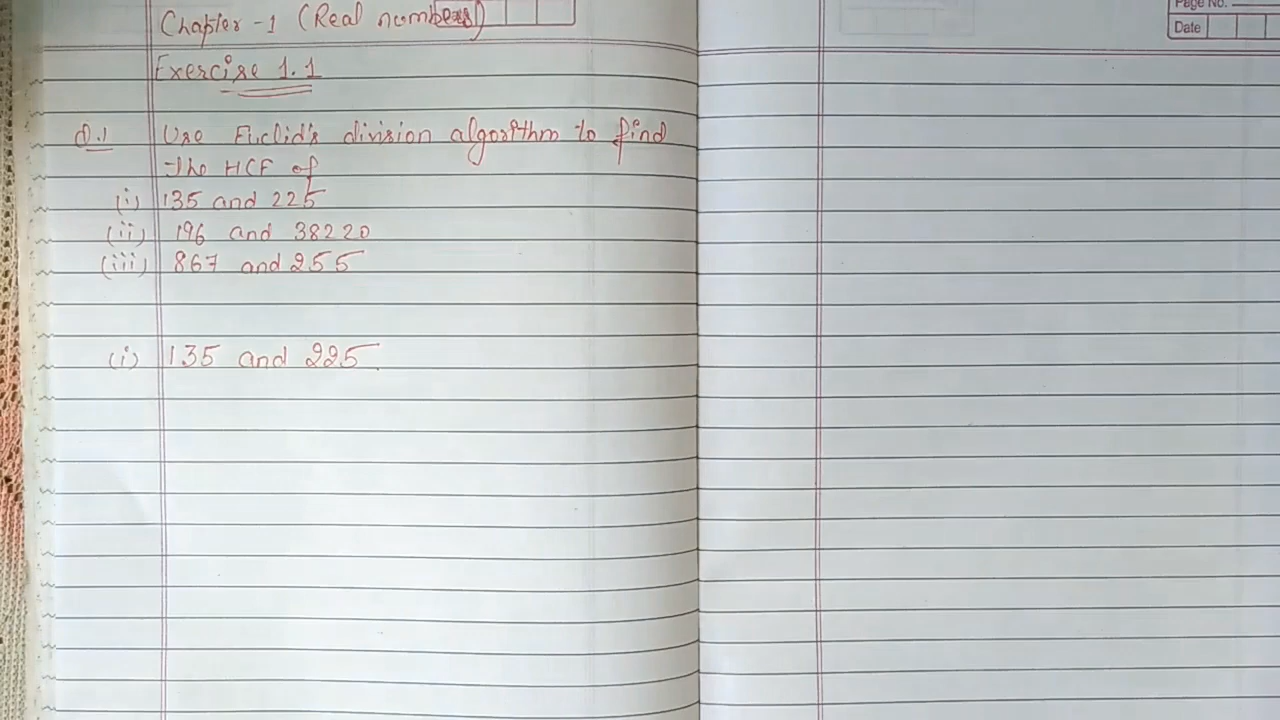 Chapter -1 (Real numbers)
Exercise 1.1
Q.1 Use Euclid's division algorithm to find
the HCF of
(i) 135 and 225
(ii) 196 and 38220
(iii) 867 and 255
(i) 135 and 225.
Page No.
Date